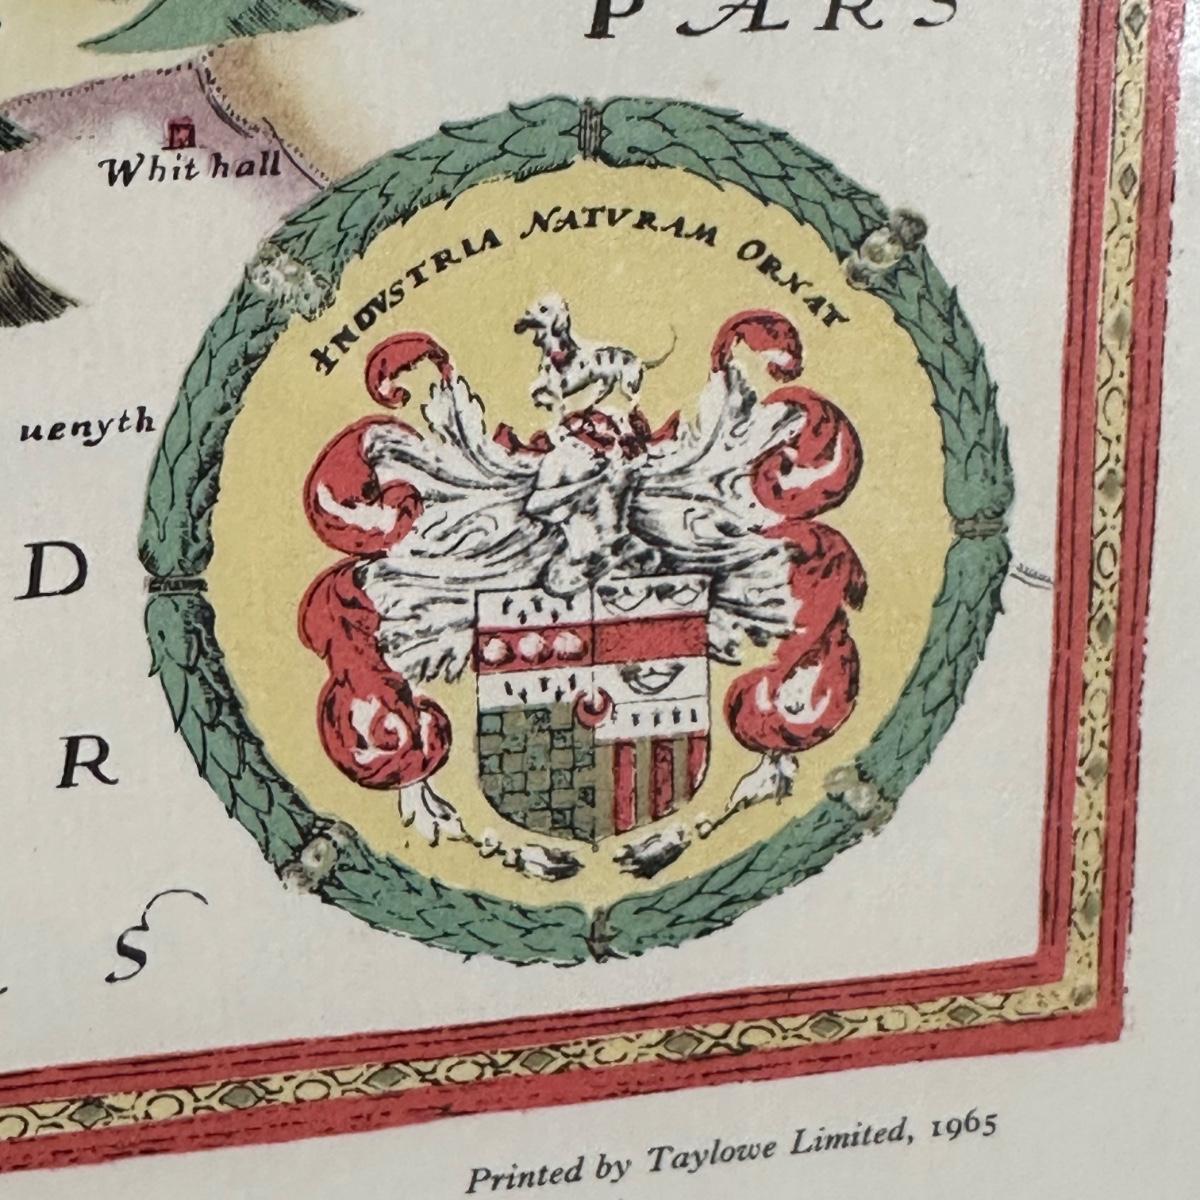 PARS
Whit hall
INDVSTRIA NATVRAM ORNAT
uenyth
D
R
S
Printed by Taylowe Limited, 1965